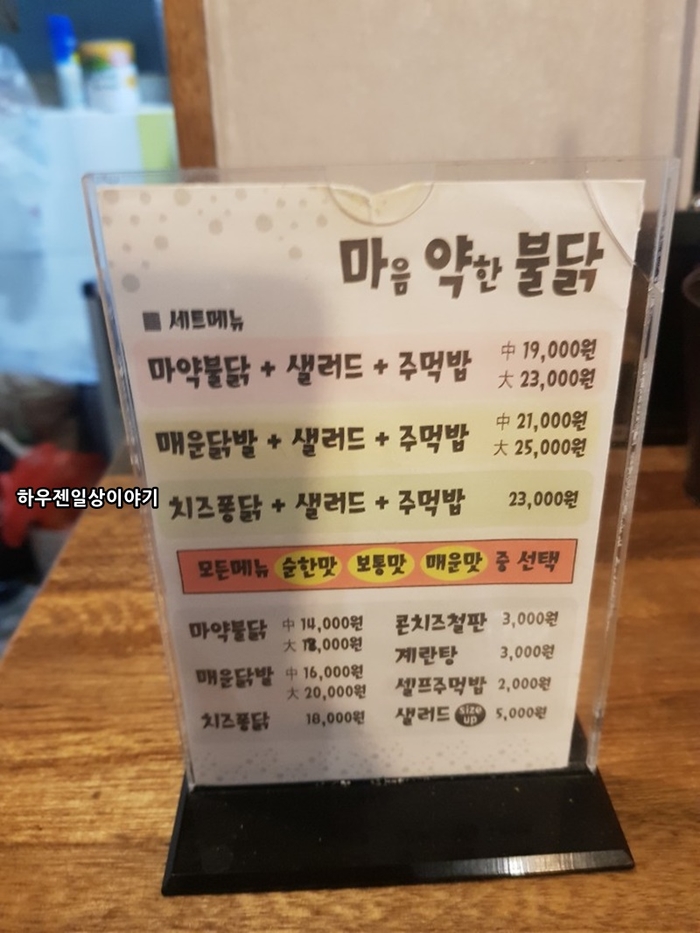 마음 약한 불닭
■ 세트메뉴
마약불닭 + 샐러드 + 주먹밥 中 19,000원
大 23,000원
매운닭발 + 샐러드 + 주먹밥 中 21,000원
大 25,000원
치즈퐁닭 + 샐러드 + 주먹밥 23,000원
모든메뉴 순한맛 보통맛 매운맛 중 선택
마약불닭 中 14,000원
大 18,000원
매운닭발 中 16,000원
大 20,000원
치즈퐁닭 18,000원
콘치즈철판 3,000원
계란탕 3,000원
셀프주먹밥 2,000원
샐러드 size up 5,000원
하우젠일상이야기